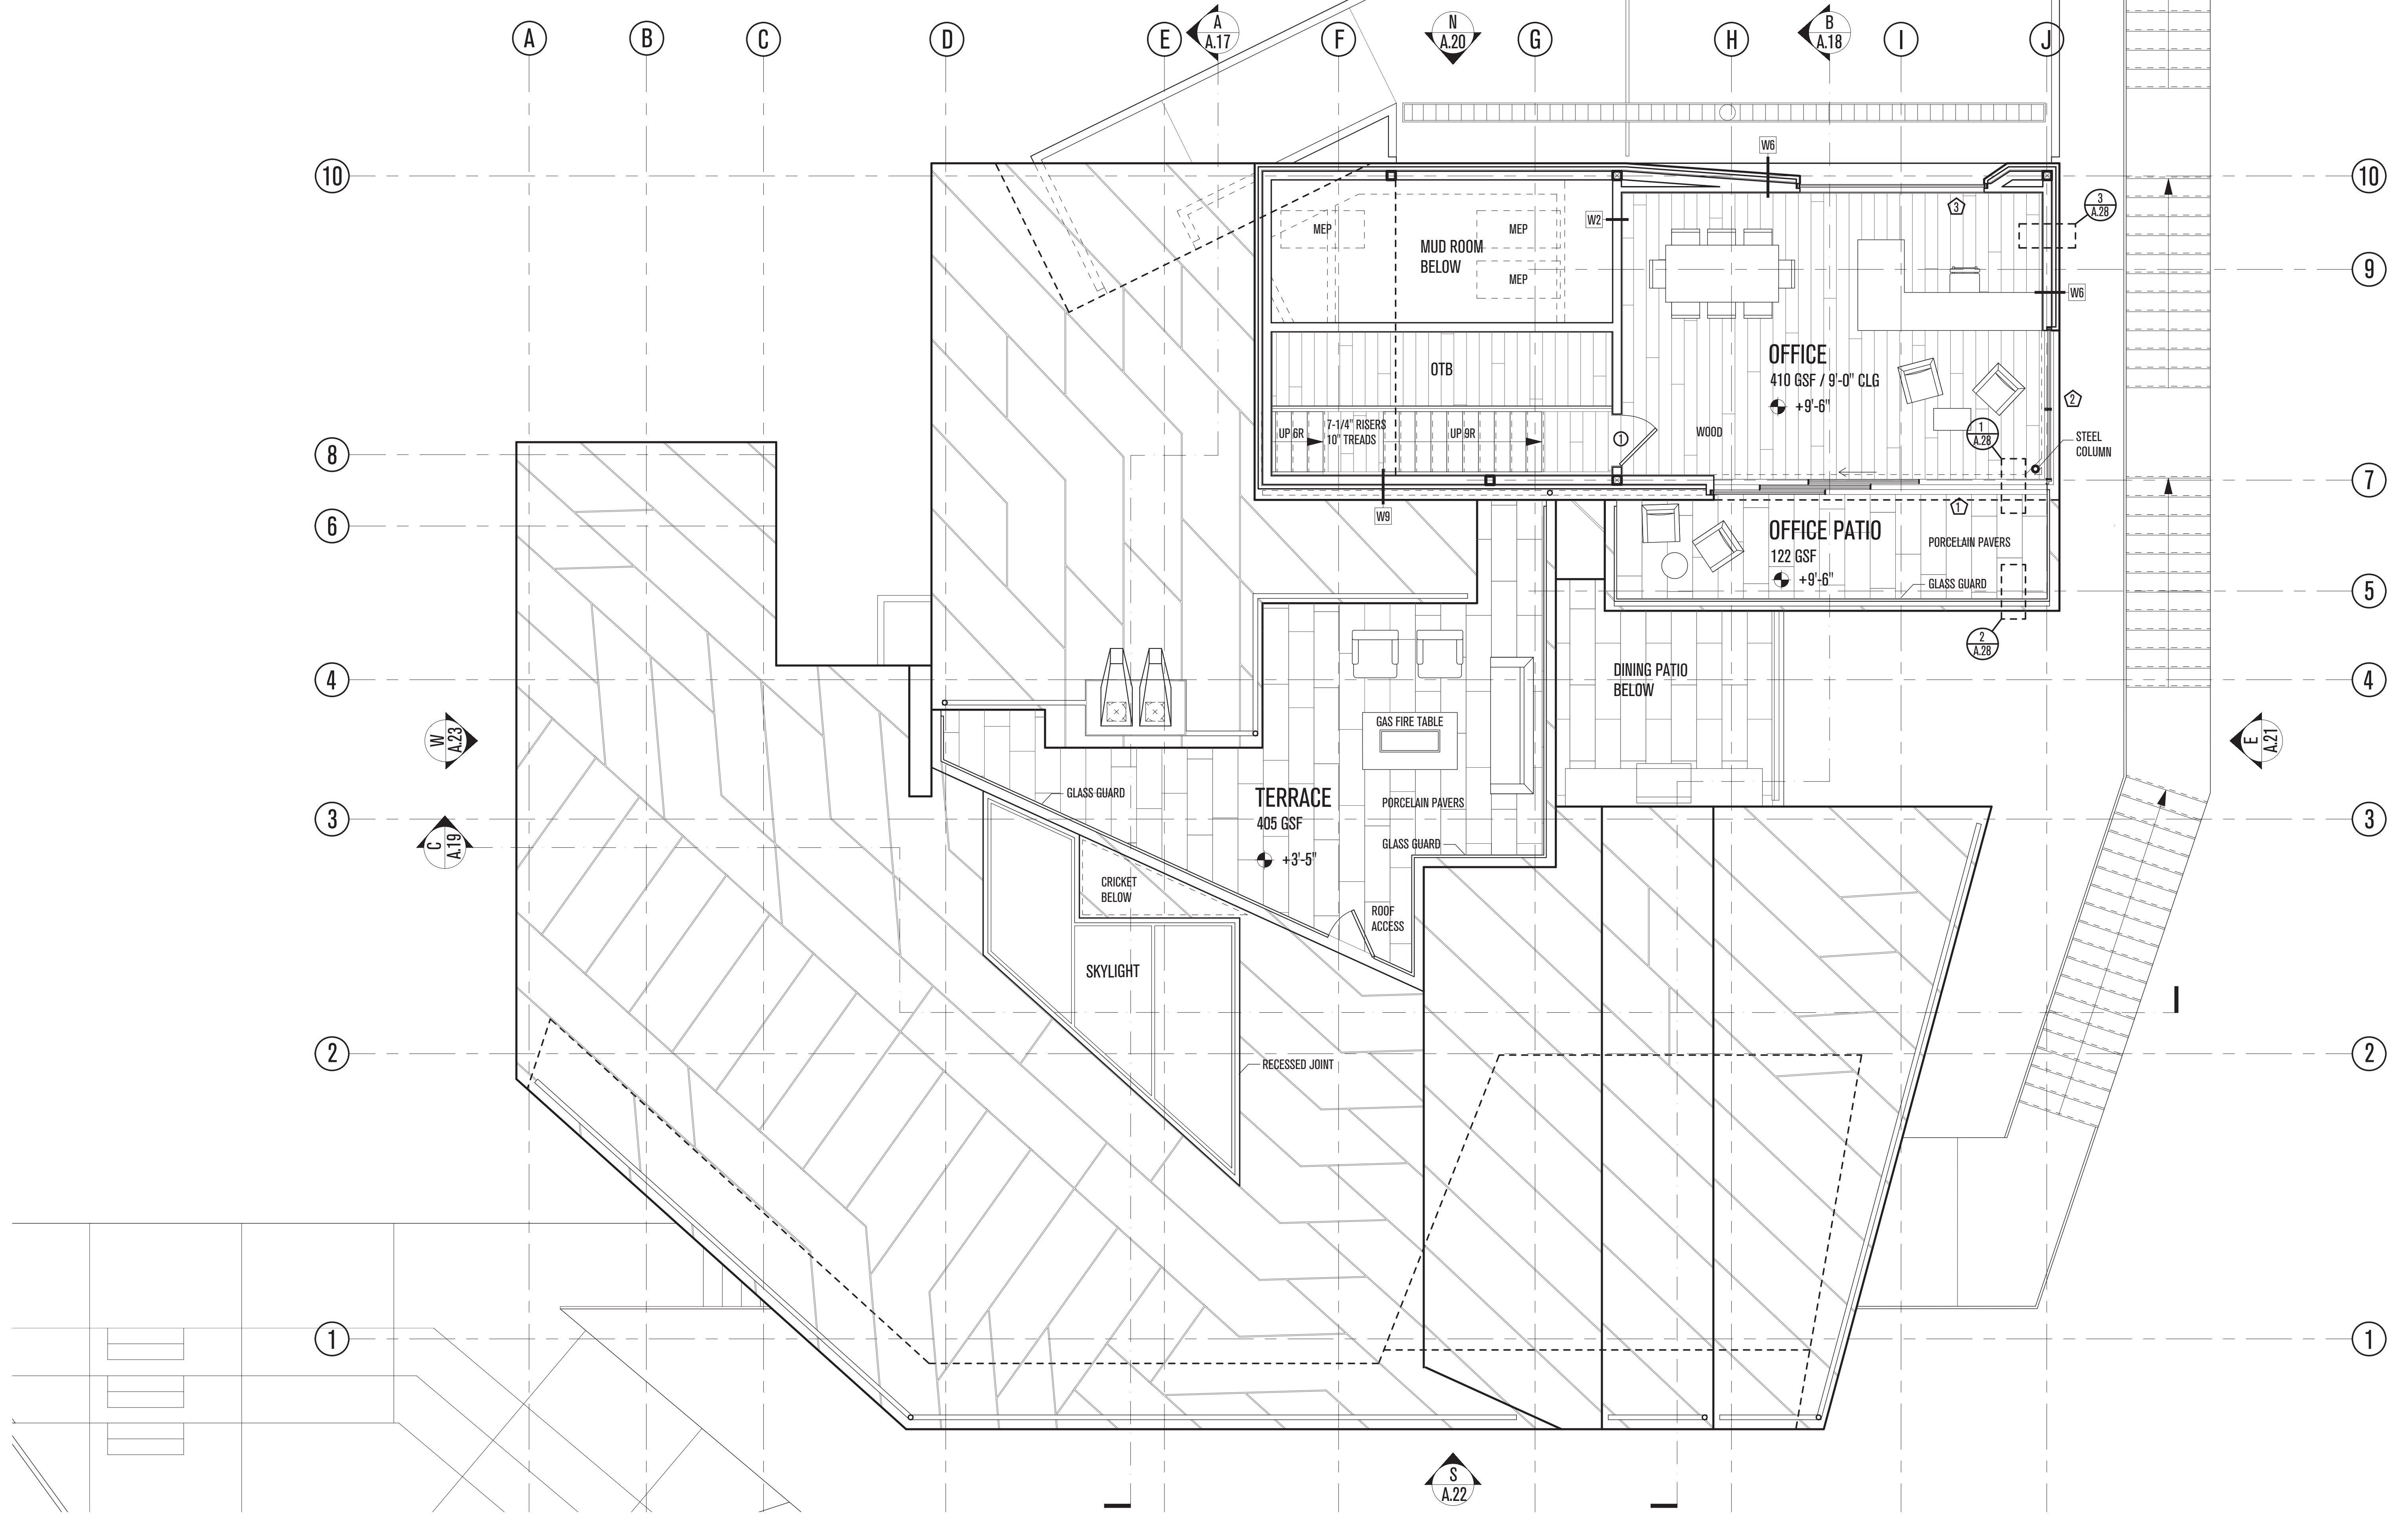 A
B
C
D
E
A
A.17
F
N
A.20
G
H
B
A.18
I
J
10
W6
10
3
A.28
3
W2
MEP
MEP
MUD ROOM
BELOW
MEP
9
W6
OFFICE
410 GSF / 9'-0" CLG
+9'-6"
OTB
2
UP 6R
7-1/4" RISERS
10" TREADS
UP 9R
1
WOOD
1
A.28
STEEL
COLUMN
8
7
W9
1
6
OFFICE PATIO
122 GSF
+9'-6"
PORCELAIN PAVERS
GLASS GUARD
5
2
A.28
4
DINING PATIO
BELOW
4
GAS FIRE TABLE
W
A.23
E
A.21
GLASS GUARD
TERRACE
405 GSF
+3'-5"
PORCELAIN PAVERS
3
3
C
A.19
GLASS GUARD
CRICKET
BELOW
ROOF
ACCESS
SKYLIGHT
2
2
RECESSED JOINT
1
1
S
A.22